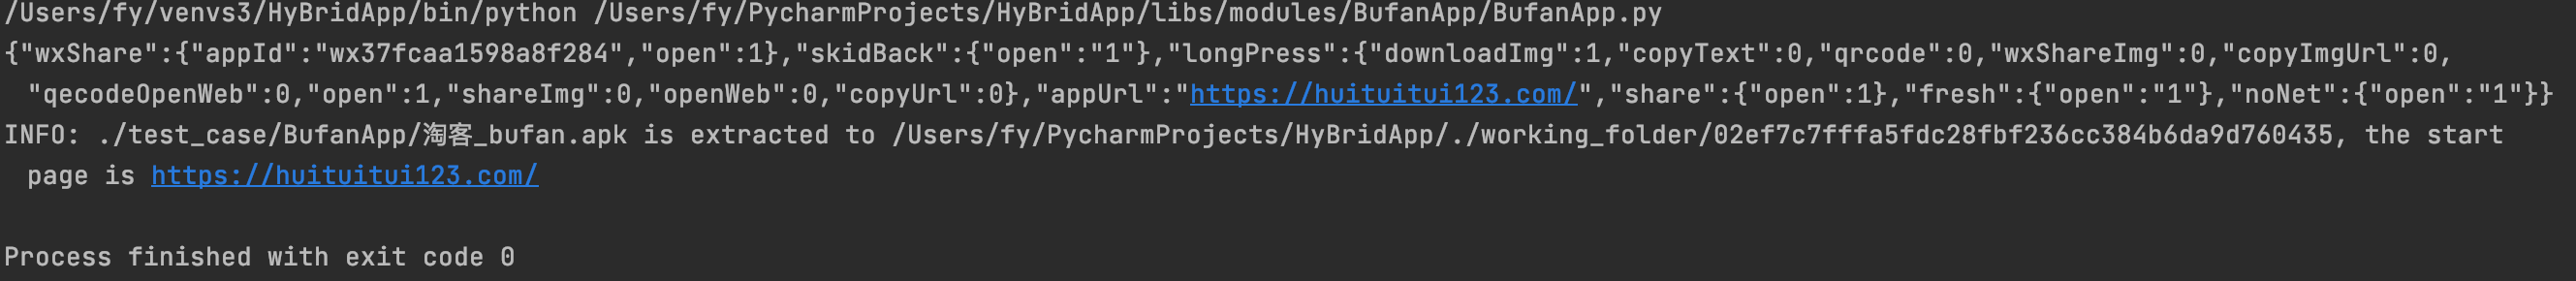 /Users/fy/venvs3/HyBridApp/bin/python /Users/fy/PycharmProjects/HyBridApp/libs/modules/BufanApp/BufanApp.py
{"wxShare":{"appId":"wx37fcaa1598a8f284","open":1},"skidBack":{"open":"1"},"longPress":{"downloadImg":1,"copyText":0,"qrcode":0,"wxShareImg":0,"copyImgUrl":0,
"qecodeOpenWeb":0,"open":1,"shareImg":0,"openWeb":0,"copyUrl":0},"appUrl":"https://huituitui123.com/","share":{"open":1},"fresh":{"open":"1"},"noNet":{"open":"1"}}
INFO: ./test_case/BufanApp/淘客_bufan.apk is extracted to /Users/fy/PycharmProjects/HyBridApp/./working_folder/02ef7c7fffa5fdc28fbf236cc384b6da9d760435, the start
page is https://huituitui123.com/
Process finished with exit code 0